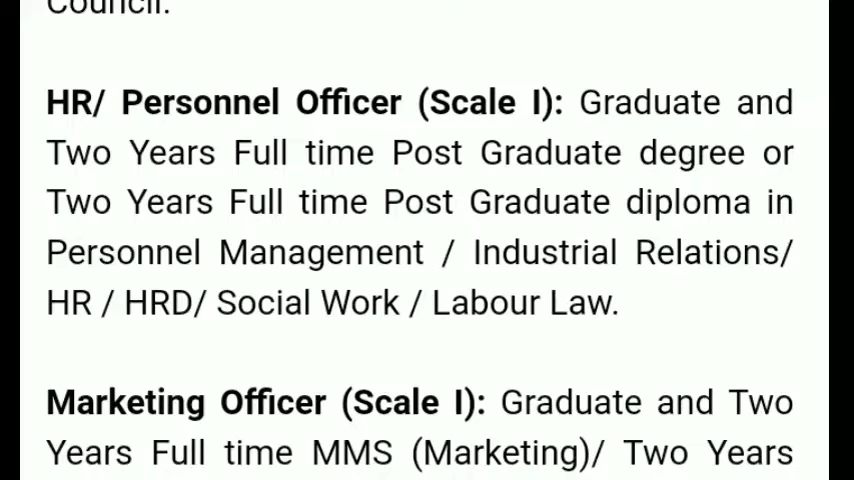 Council.
HR/ Personnel Officer (Scale I): Graduate and
Two Years Full time Post Graduate degree or
Two Years Full time Post Graduate diploma in
Personnel Management / Industrial Relations/
HR / HRD/ Social Work / Labour Law.
Marketing Officer (Scale I): Graduate and Two
Years Full time MMS (Marketing)/ Two Years